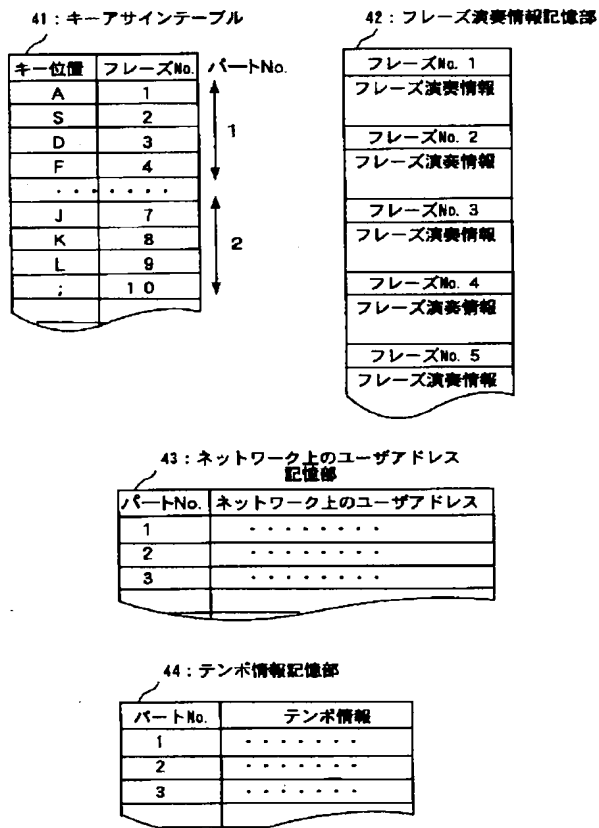 41:キーアサインテーブル
キー位置 フレーズNo. パートNo.
A 1
S 2
D 3
F 4
1
・・・・・・・
J 7
K 8
L 9
; 10
2
42:フレーズ演奏情報記憶部
フレーズNo. 1
フレーズ演奏情報
フレーズNo. 2
フレーズ演奏情報
フレーズNo. 3
フレーズ演奏情報
フレーズNo. 4
フレーズ演奏情報
フレーズNo. 5
フレーズ演奏情報
43:ネットワーク上のユーザアドレス
記憶部
パートNo. ネットワーク上のユーザアドレス
1 ・・・・・・・・
2 ・・・・・・・・
3 ・・・・・・・・
44:テンポ情報記憶部
パートNo. テンポ情報
1 ・・・・・・・
2 ・・・・・・・
3 ・・・・・・・